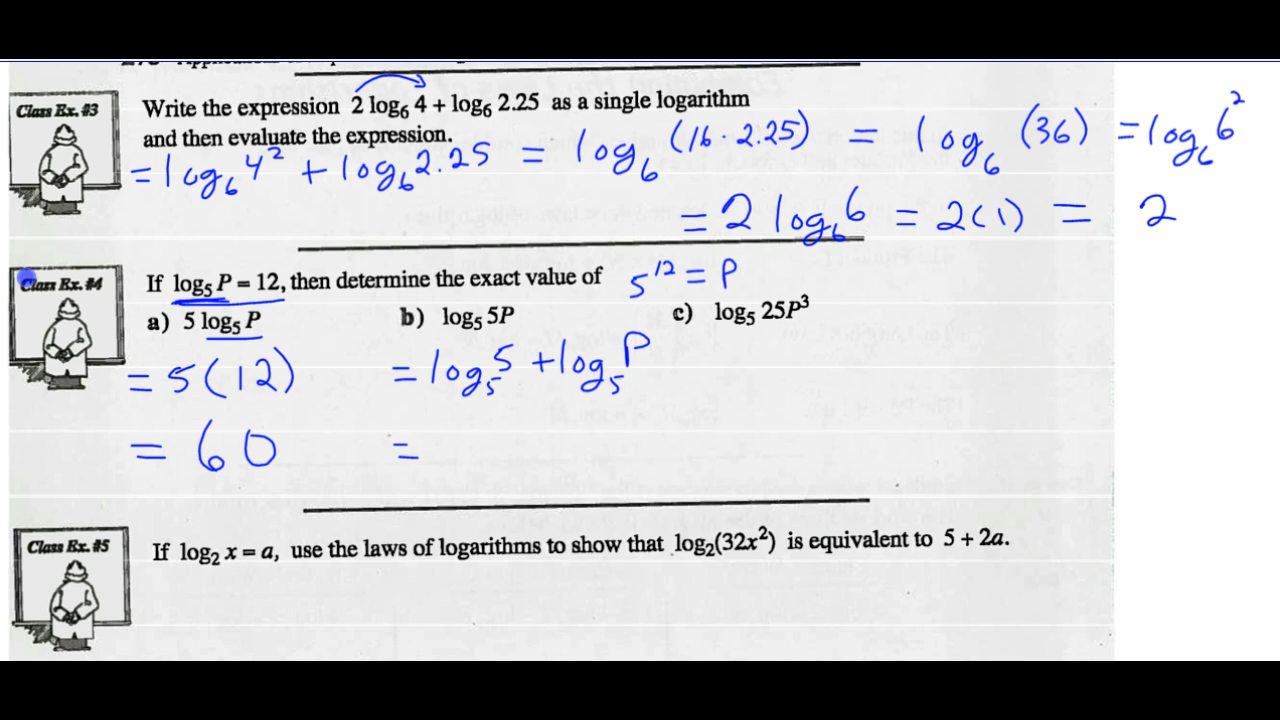 Class Ex. #3
Write the expression 2 log₆ 4 + log₆ 2.25 as a single logarithm
and then evaluate the expression.
= log₆ 4² + log₆ 2.25 = log₆ (16 · 2.25) = log₆ (36) = log₆ 6²
= 2 log₆ 6 = 2(1) = 2
Class Ex. #4
If log₅ P = 12, then determine the exact value of 5¹² = P
a) 5 log₅ P b) log₅ 5P c) log₅ 25P³
= 5(12) = log₅ 5 + log₅ P
= 60 =
Class Ex. #5
If log₂ x = a, use the laws of logarithms to show that log₂(32x²) is equivalent to 5 + 2a.